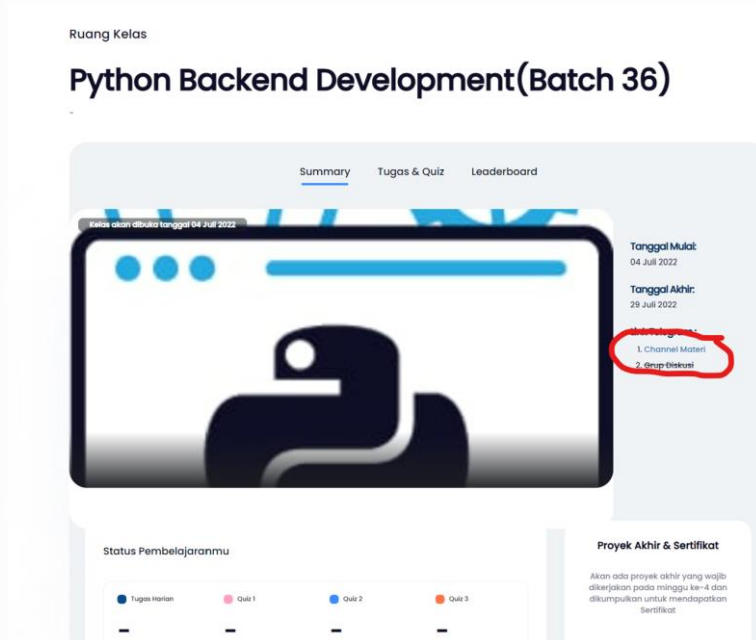 Ruang Kelas
Python Backend Development(Batch 36)
-
Summary
Tugas & Quiz
Leaderboard
Kelas akan dibuka tanggal 04 Juli 2022
Tanggal Mulai:
04 Juli 2022
Tanggal Akhir:
29 Juli 2022
Link Telegram :
1. Channel Materi
2. Grup Diskusi
Status Pembelajaranmu
Tugas Harian
Quiz 1
Quiz 2
Quiz 3
-
-
-
-
Proyek Akhir & Sertifikat
Akan ada proyek akhir yang wajib
dikerjakan pada minggu ke-4 dan
dikumpulkan untuk mendapatkan
Sertifikat